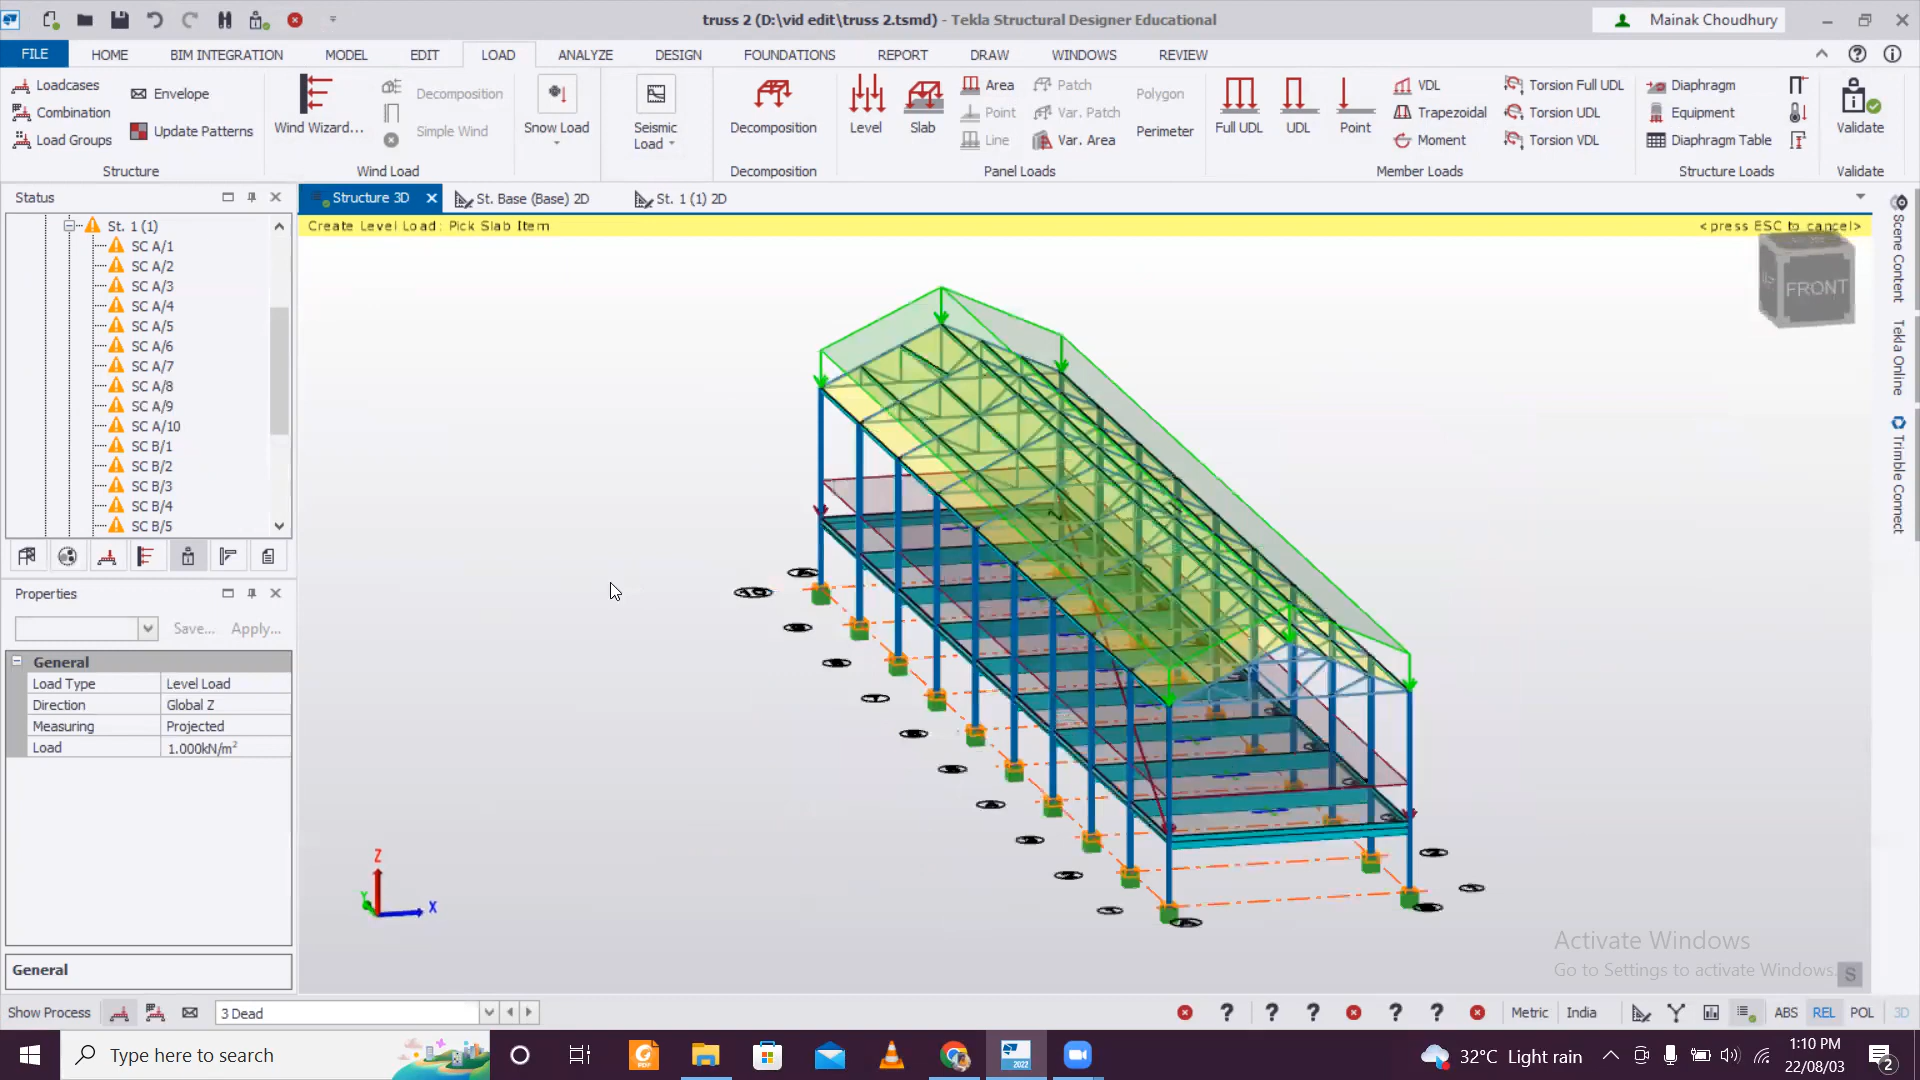 truss 2 (D:\vid edit\truss 2.tsmd) - Tekla Structural Designer Educational
Mainak Choudhury
FILE HOME BIM INTEGRATION MODEL EDIT LOAD ANALYZE DESIGN FOUNDATIONS REPORT DRAW WINDOWS REVIEW
Loadcases
Combination
Load Groups
Envelope
Update Patterns
Structure
Wind Wizard...
Decomposition
Simple Wind
Wind Load
Snow Load
Seismic
Load
Decomposition
Decomposition
Level
Slab
Area
Point
Line
Patch
Var. Patch
Var. Area
Polygon
Perimeter
Panel Loads
Full UDL
UDL
Point
VDL
Trapezoidal
Moment
Torsion Full UDL
Torsion UDL
Torsion VDL
Member Loads
Diaphragm
Equipment
Diaphragm Table
Structure Loads
Validate
Validate
Status
St. 1 (1)
SC A/1
SC A/2
SC A/3
SC A/4
SC A/5
SC A/6
SC A/7
SC A/8
SC A/9
SC A/10
SC B/1
SC B/2
SC B/3
SC B/4
SC B/5
Properties
Save... Apply...
General
Load Type Level Load
Direction Global Z
Measuring Projected
Load 1.000kN/m²
General
Structure 3D St. Base (Base) 2D St. 1 (1) 2D
Create Level Load: Pick Slab Item <press ESC to cancel>
FRONT
Z
Y
X
Scene Content
Tekla Online
Trimble Connect
Activate Windows
Go to Settings to activate Windows.
S
Show Process 3 Dead Metric India ABS REL POL 3D
Type here to search
PDF
2022
32°C Light rain
1:10 PM
22/08/03
2